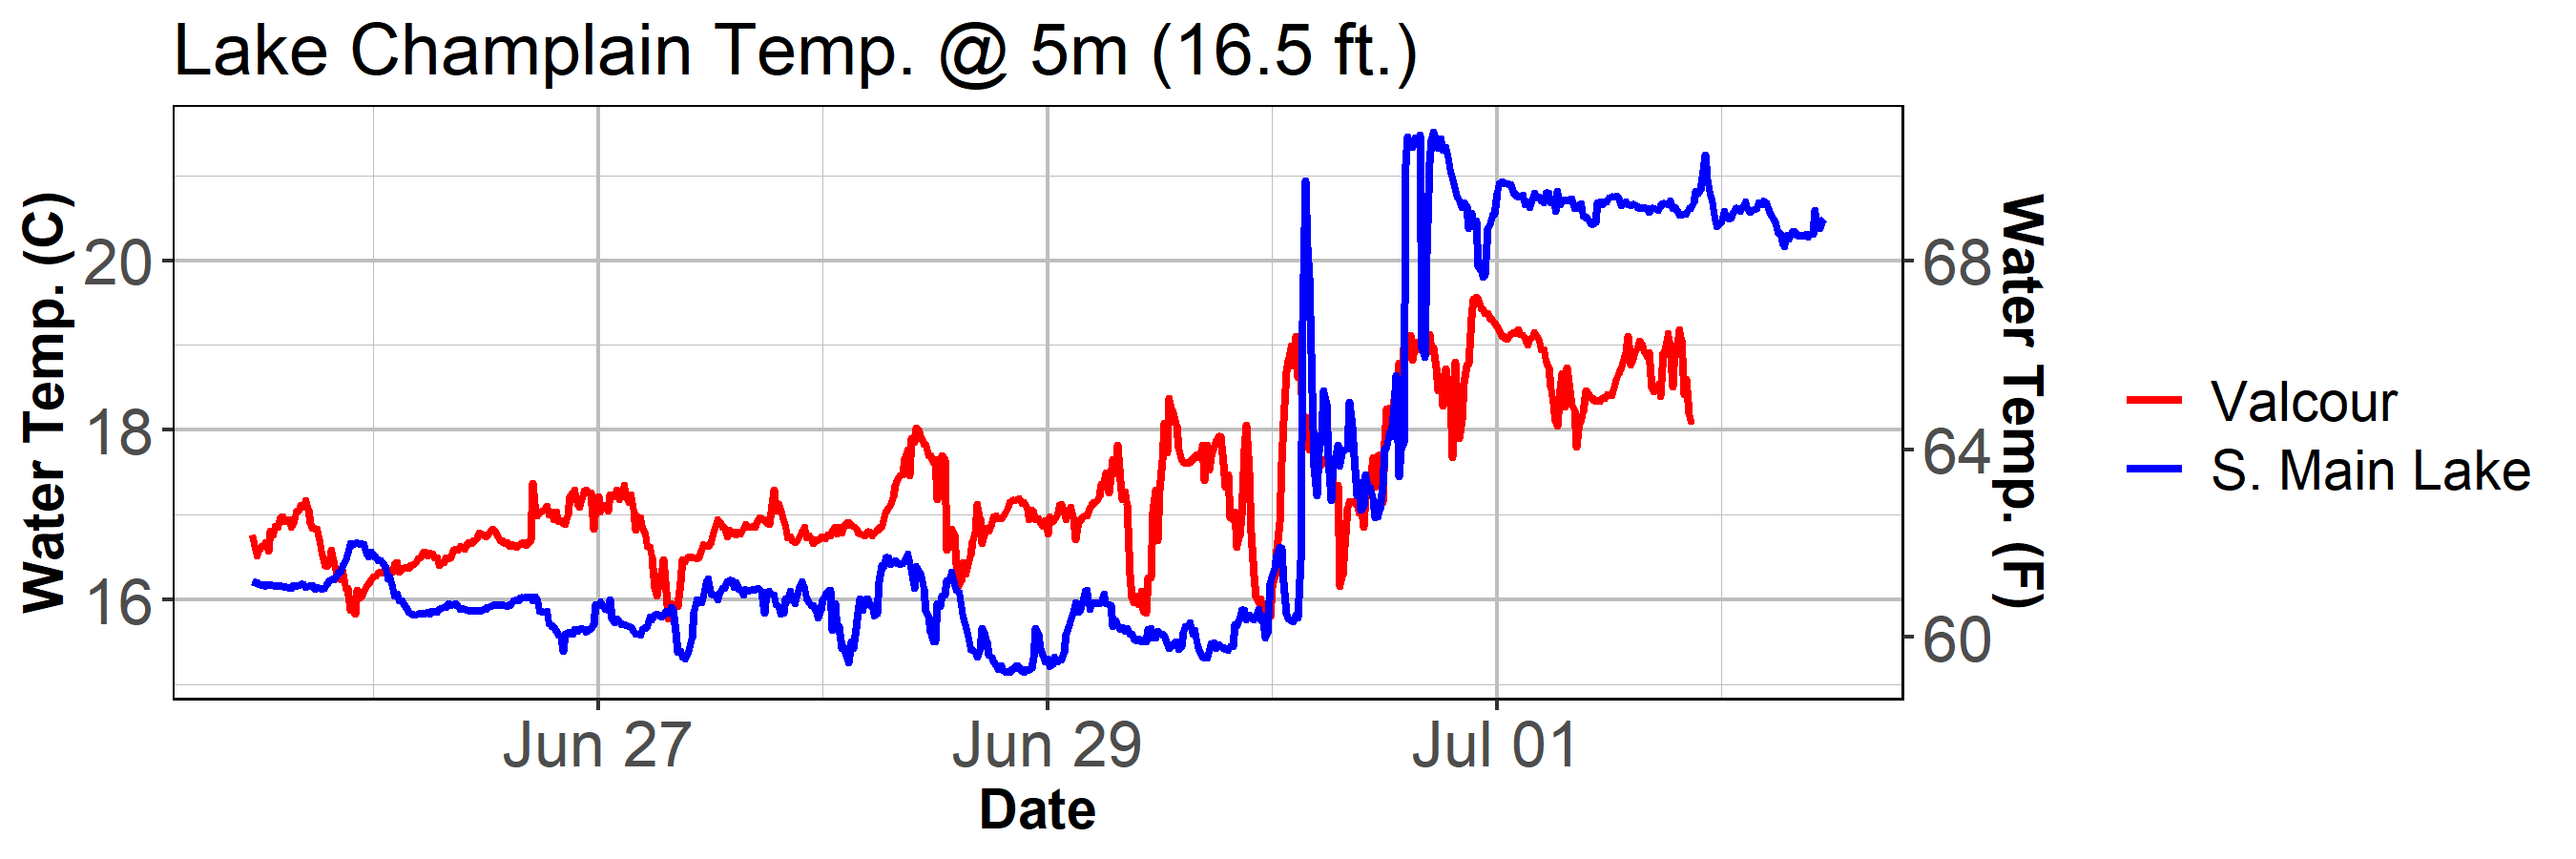 Lake Champlain Temp. @ 5m (16.5 ft.)
Water Temp. (C)
20
18
16
68
64
60
Water Temp. (F)
Jun 27
Jun 29
Jul 01
Date
Valcour
S. Main Lake